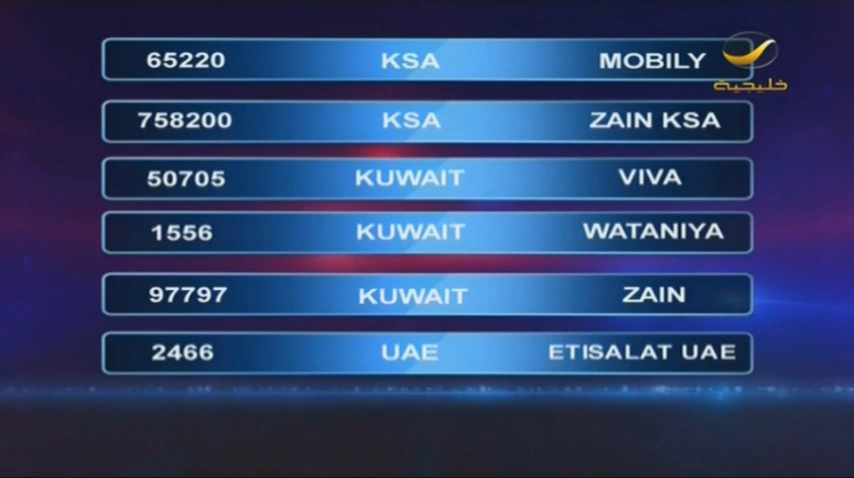 65220 KSA MOBILY
خليجية
758200 KSA ZAIN KSA
50705 KUWAIT VIVA
1556 KUWAIT WATANIYA
97797 KUWAIT ZAIN
2466 UAE ETISALAT UAE